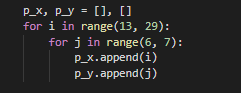 p_x, p_y = [], []
for i in range(13, 29):
    for j in range(6, 7):
        p_x.append(i)
        p_y.append(j)